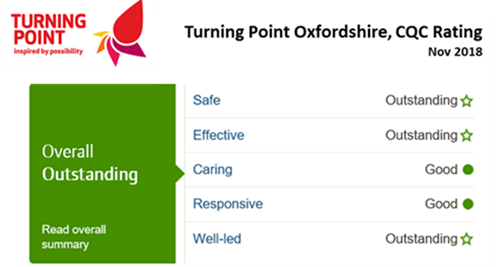 TURNING
POINT
inspired by possibility
Turning Point Oxfordshire, CQC Rating
Nov 2018
Overall
Outstanding
Read overall
summary
Safe Outstanding
Effective Outstanding
Caring Good
Responsive Good
Well-led Outstanding